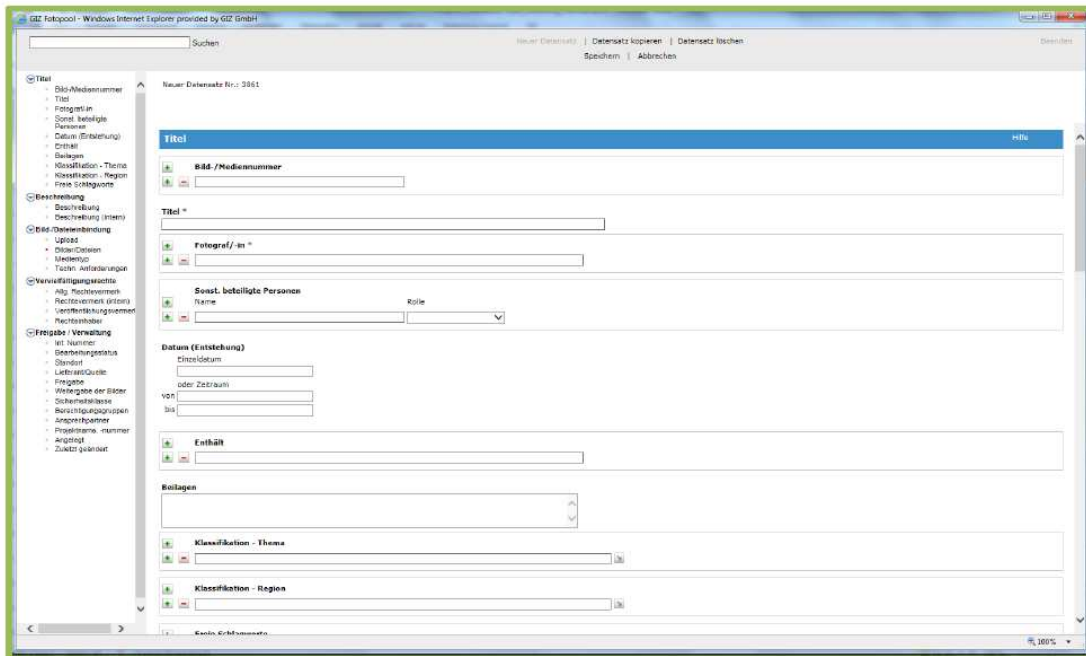 GIZ Fotopool - Windows Internet Explorer provided by GIZ GmbH
Suchen
Neuer Datensatz | Datensatz kopieren | Datensatz löschen
Beenden
Speichern | Abbrechen
Titel
Bild-/Mediennummer
Titel
Fotograf/-in
Sonst. beteiligte
Personen
Datum (Entstehung)
Enthält
Beilagen
Klassifikation - Thema
Klassifikation - Region
Freie Schlagworte
Beschreibung
Beschreibung
Beschreibung (intern)
Bild-/Dateieinbindung
Upload
Bilder/Dateien
Medientyp
Techn. Anforderungen
Vervielfältigungsrechte
Allg. Rechtevermerk
Rechtevermerk (intern)
Veröffentlichungsvermerk
Rechteinhaber
Freigabe / Verwaltung
Int. Nummer
Bearbeitungsstatus
Standort
Lieferant/Quelle
Freigabe
Weitergabe der Bilder
Sicherheitsklasse
Berechtigungsgruppen
Ansprechpartner
Projektname, -nummer
Angelegt
Zuletzt geändert
Neuer Datensatz Nr.: 3861
Titel
Hilfe
Bild-/Mediennummer
Titel *
Fotograf/-in *
Sonst. beteiligte Personen
Name Rolle
Datum (Entstehung)
Einzeldatum
oder Zeitraum
von
bis
Enthält
Beilagen
Klassifikation - Thema
Klassifikation - Region
Freie Schlagworte
100%